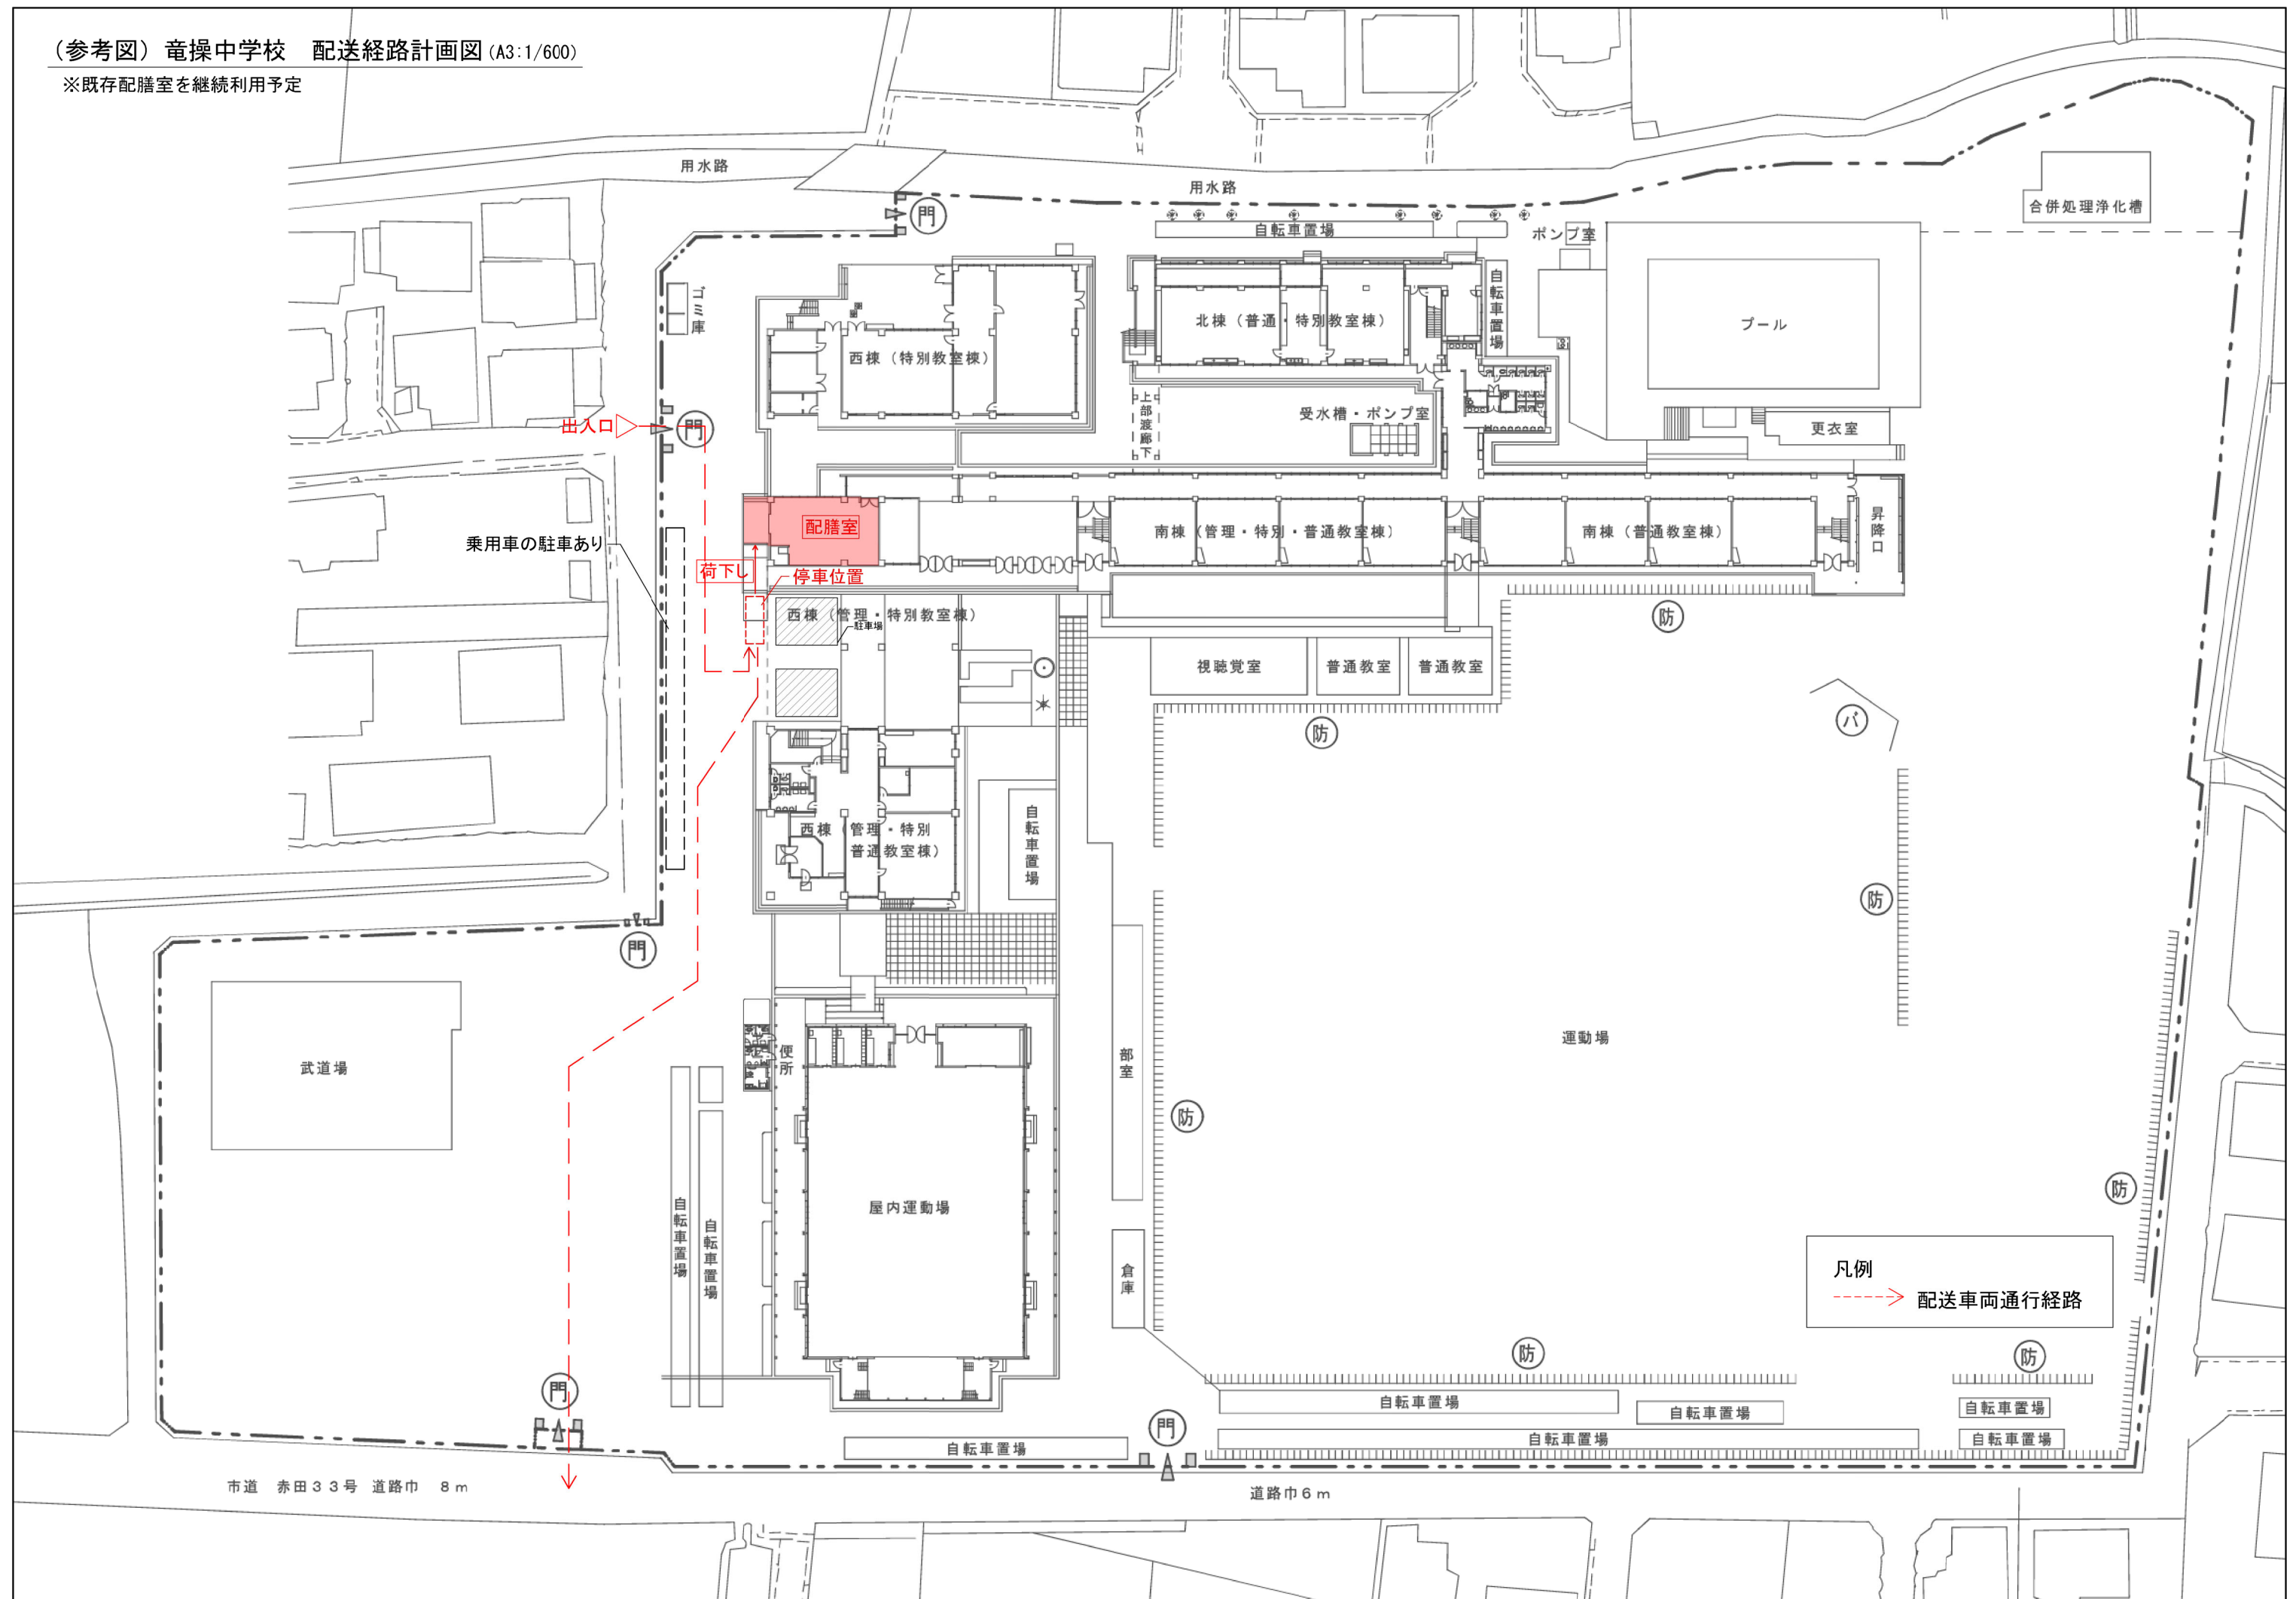 （参考図）竜操中学校　配送経路計画図(A3:1/600)
※既存配膳室を継続利用予定
用水路
用水路
門
合併処理浄化槽
自転車置場
ポンプ室
ゴミ庫
自転車置場
北棟（普通・特別教室棟）
プール
西棟（特別教室棟）
上部渡廊下
受水槽・ポンプ室
更衣室
出入口
門
配膳室
南棟（管理・特別・普通教室棟）
南棟（普通教室棟）
昇降口
乗用車の駐車あり
荷下し
停車位置
西棟（管理・特別教室棟）
駐車場
防
視聴覚室
普通教室
普通教室
バ
防
自転車置場
西棟（管理・特別
普通教室棟）
防
門
運動場
便所
部室
武道場
防
防
自転車置場
自転車置場
屋内運動場
倉庫
凡例
配送車両通行経路
防
防
門
自転車置場
自転車置場
自転車置場
門
自転車置場
自転車置場
自転車置場
市道　赤田３３号　道路巾　８ｍ
道路巾６ｍ